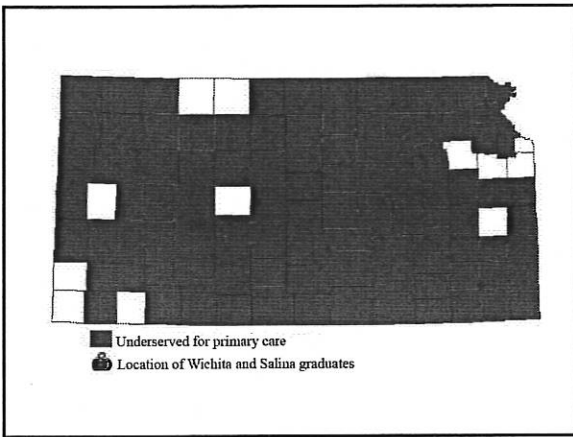 Underserved for primary care
Location of Wichita and Salina graduates